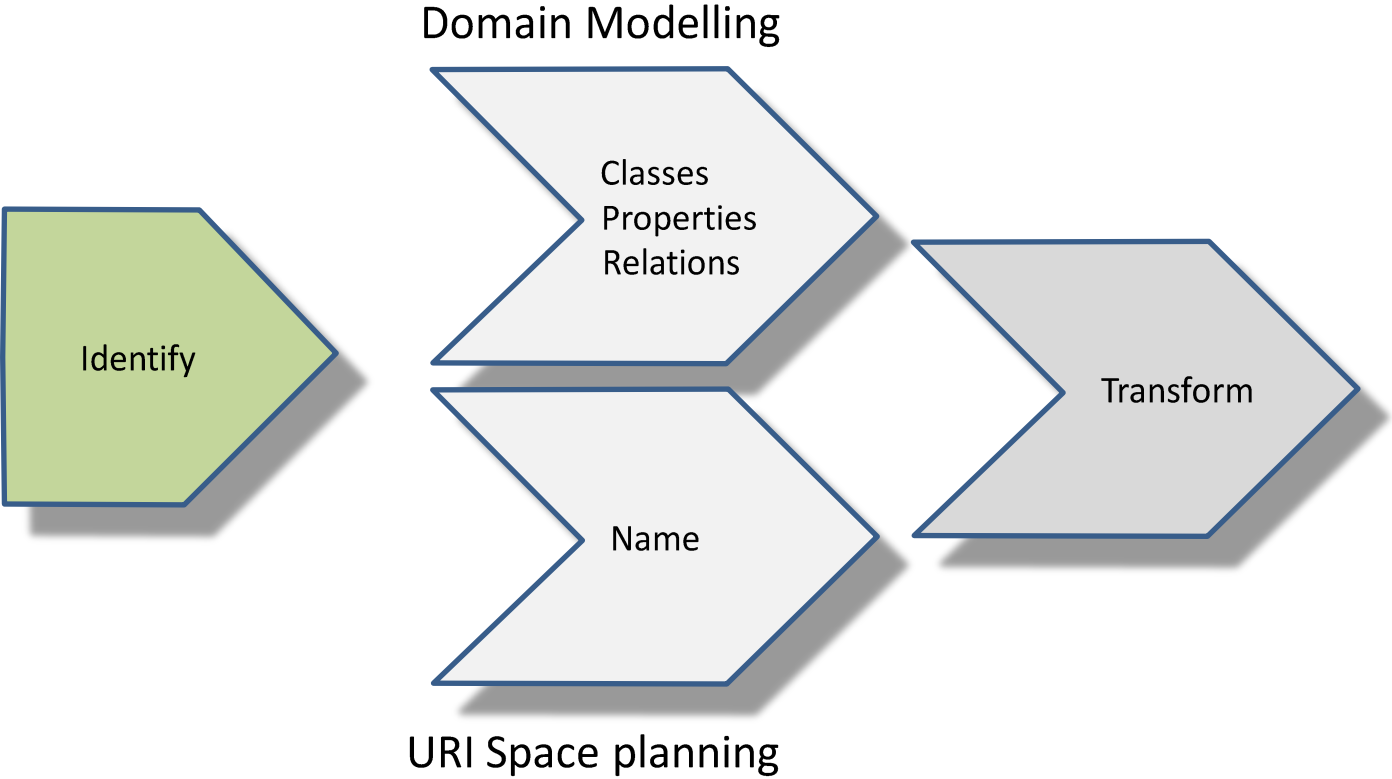 Domain Modelling
Classes
Properties
Relations
Identify
Transform
Name
URI Space planning